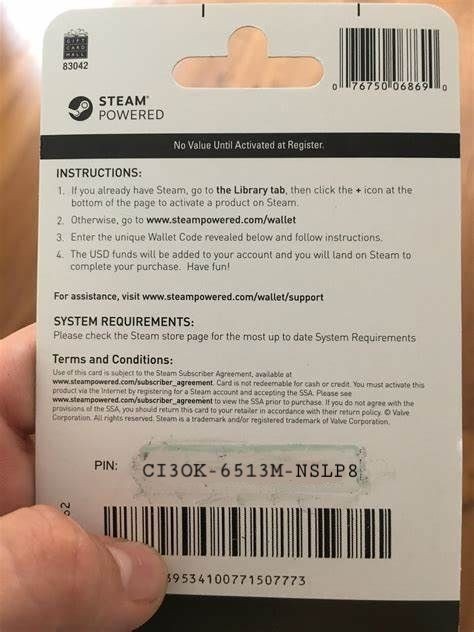 GIFT
CARD
MALL
83042
0 76750 06869 0
STEAM®
POWERED
No Value Until Activated at Register.
INSTRUCTIONS:
1. If you already have Steam, go to the Library tab, then click the + icon at the
bottom of the page to activate a product on Steam.
2. Otherwise, go to www.steampowered.com/wallet
3. Enter the unique Wallet Code revealed below and follow instructions.
4. The USD funds will be added to your account and you will land on Steam to
complete your purchase. Have fun!
For assistance, visit www.steampowered.com/wallet/support
SYSTEM REQUIREMENTS:
Please check the Steam store page for the most up to date System Requirements
Terms and Conditions:
Use of this card is subject to the Steam Subscriber Agreement, available at
www.steampowered.com/subscriber_agreement. Card is not redeemable for cash or credit. You must activate this
product via the Internet by registering for a Steam account and accepting the SSA. Please see
www.steampowered.com/subscriber_agreement to view the SSA prior to purchase. If you do not agree with the
provisions of the SSA, you should return this card to your retailer in accordance with their return policy. © Valve
Corporation. All rights reserved. Steam is a trademark and/or registered trademark of Valve Corporation.
PIN: CI3OK-6513M-NSLP8
62
39534100771507773